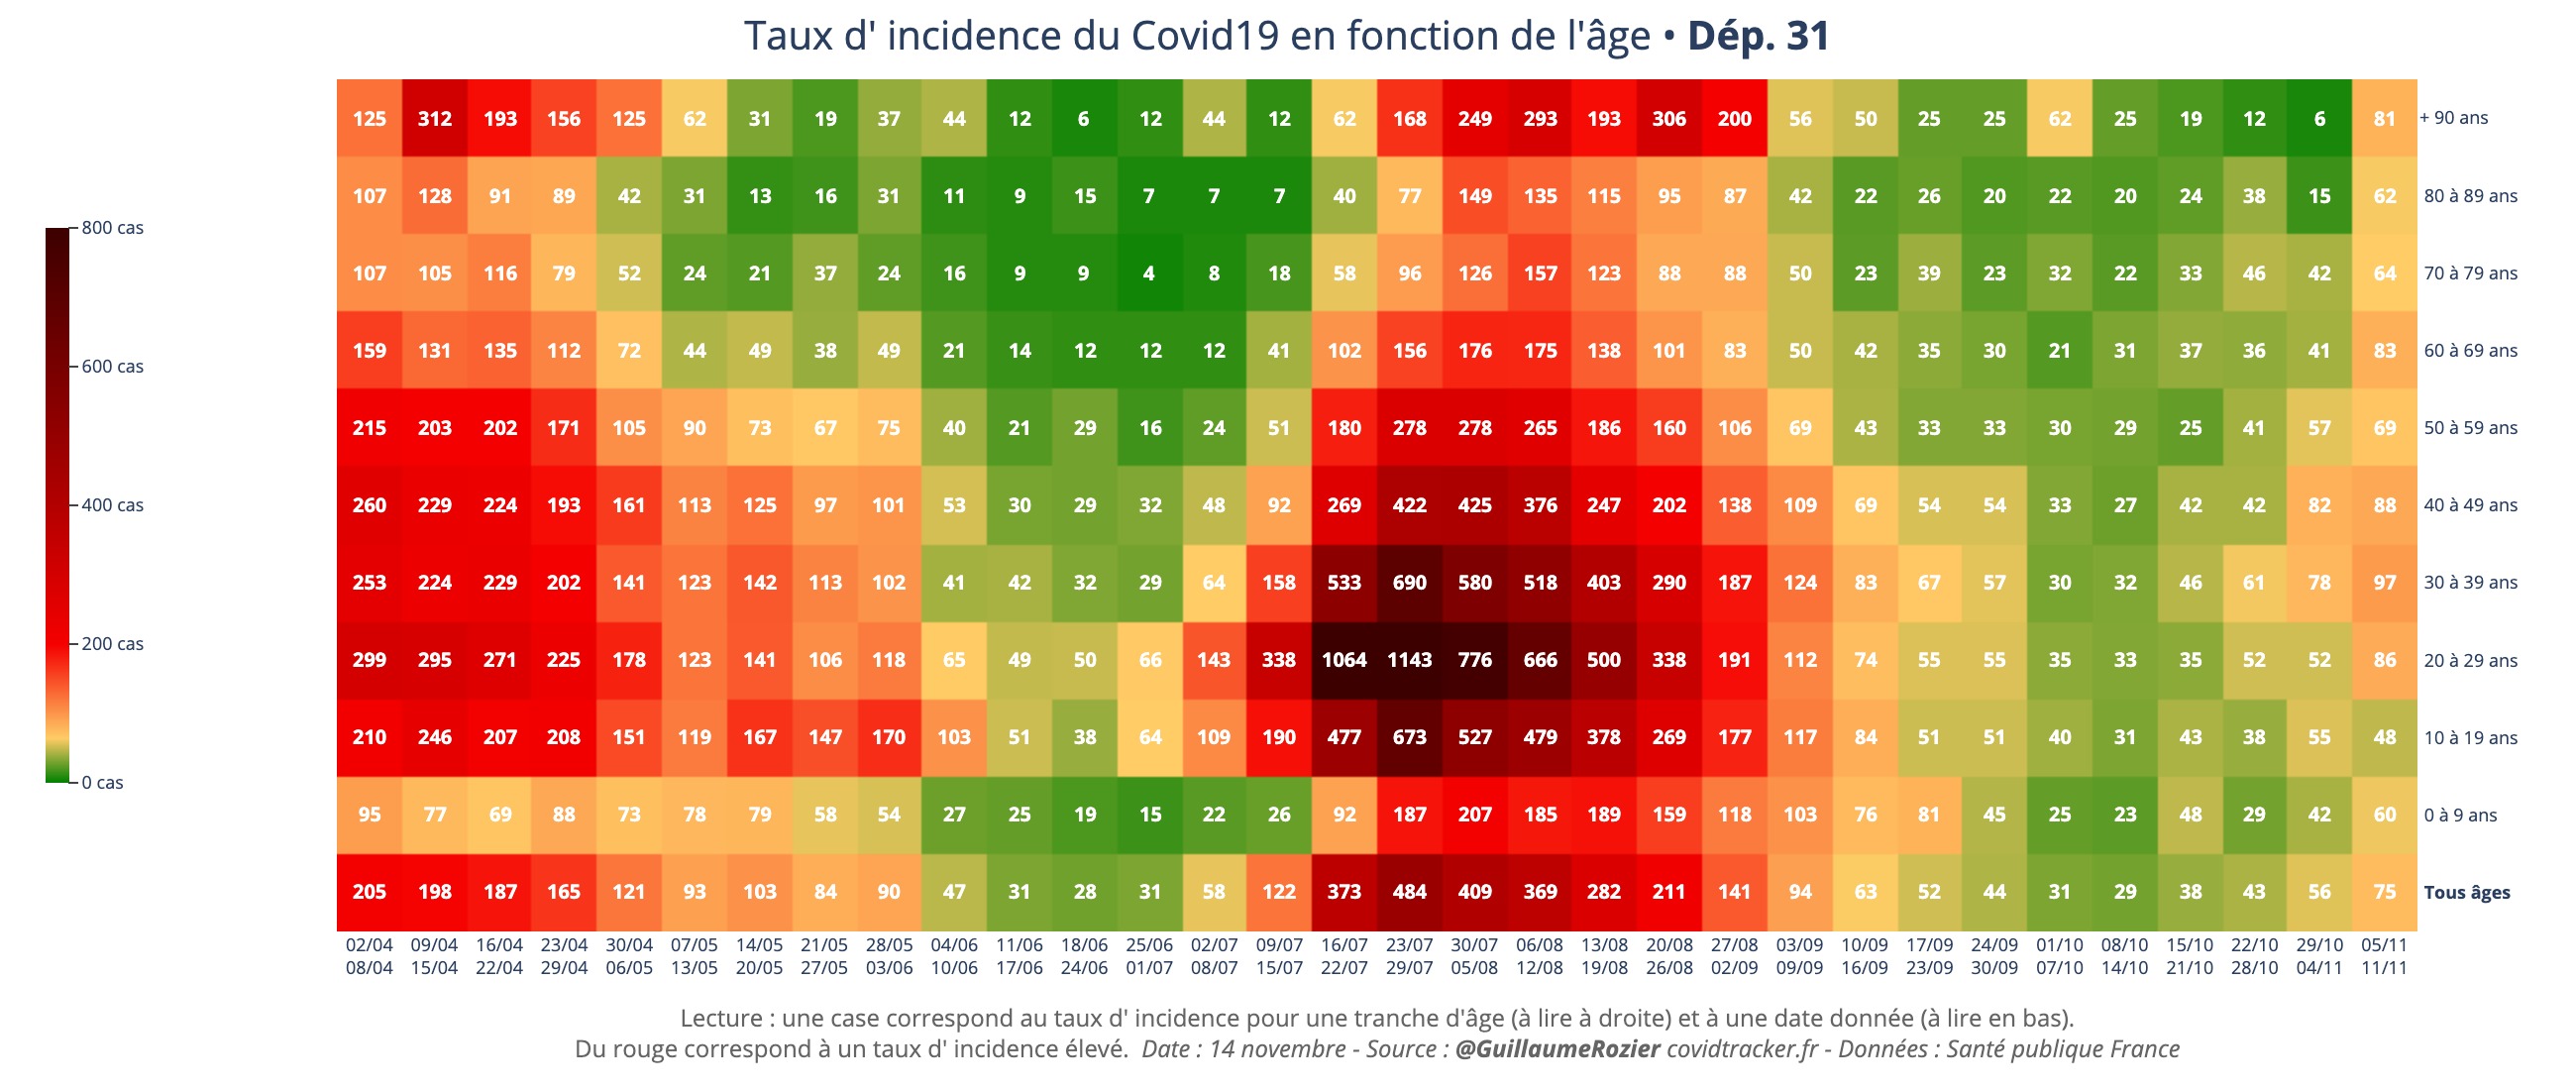 Taux d' incidence du Covid19 en fonction de l'âge • Dép. 31
125 312 193 156 125 62 31 19 37 44 12 6 12 44 12 62 168 249 293 193 306 200 56 50 25 25 62 25 19 12 6 81 + 90 ans
107 128 91 89 42 31 13 16 31 11 9 15 7 7 7 40 77 149 135 115 95 87 42 22 26 20 22 20 24 38 15 62 80 à 89 ans
800 cas
107 105 116 79 52 24 21 37 24 16 9 9 4 8 18 58 96 126 157 123 88 88 50 23 39 23 32 22 33 46 42 64 70 à 79 ans
159 131 135 112 72 44 49 38 49 21 14 12 12 12 41 102 156 176 175 138 101 83 50 42 35 30 21 31 37 36 41 83 60 à 69 ans
600 cas
215 203 202 171 105 90 73 67 75 40 21 29 16 24 51 180 278 278 265 186 160 106 69 43 33 33 30 29 25 41 57 69 50 à 59 ans
400 cas
260 229 224 193 161 113 125 97 101 53 30 29 32 48 92 269 422 425 376 247 202 138 109 69 54 54 33 27 42 42 82 88 40 à 49 ans
253 224 229 202 141 123 142 113 102 41 42 32 29 64 158 533 690 580 518 403 290 187 124 83 67 57 30 32 46 61 78 97 30 à 39 ans
200 cas
299 295 271 225 178 123 141 106 118 65 49 50 66 143 338 1064 1143 776 666 500 338 191 112 74 55 55 35 33 35 52 52 86 20 à 29 ans
210 246 207 208 151 119 167 147 170 103 51 38 64 109 190 477 673 527 479 378 269 177 117 84 51 51 40 31 43 38 55 48 10 à 19 ans
0 cas
95 77 69 88 73 78 79 58 54 27 25 19 15 22 26 92 187 207 185 189 159 118 103 76 81 45 25 23 48 29 42 60 0 à 9 ans
205 198 187 165 121 93 103 84 90 47 31 28 31 58 122 373 484 409 369 282 211 141 94 63 52 44 31 29 38 43 56 75 Tous âges
02/04 09/04 16/04 23/04 30/04 07/05 14/05 21/05 28/05 04/06 11/06 18/06 25/06 02/07 09/07 16/07 23/07 30/07 06/08 13/08 20/08 27/08 03/09 10/09 17/09 24/09 01/10 08/10 15/10 22/10 29/10 05/11
08/04 15/04 22/04 29/04 06/05 13/05 20/05 27/05 03/06 10/06 17/06 24/06 01/07 08/07 15/07 22/07 29/07 05/08 12/08 19/08 26/08 02/09 09/09 16/09 23/09 30/09 07/10 14/10 21/10 28/10 04/11 11/11
Lecture : une case correspond au taux d' incidence pour une tranche d'âge (à lire à droite) et à une date donnée (à lire en bas).
Du rouge correspond à un taux d' incidence élevé. Date : 14 novembre - Source : @GuillaumeRozier covidtracker.fr - Données : Santé publique France